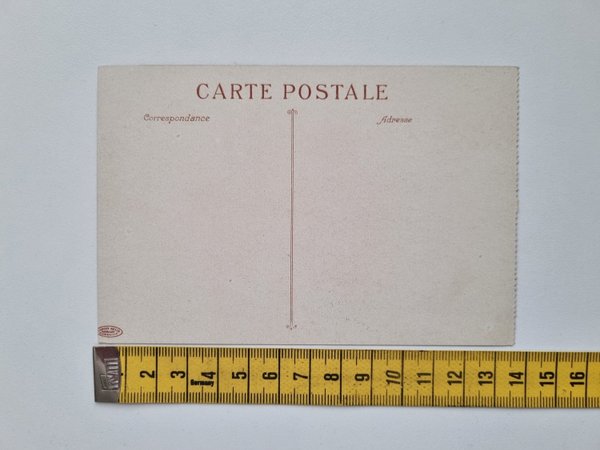 CARTE POSTALE
Correspondance
Adresse
2 3 4 5 6 7 8 9 10 11 12 13 14 15 16
Germany